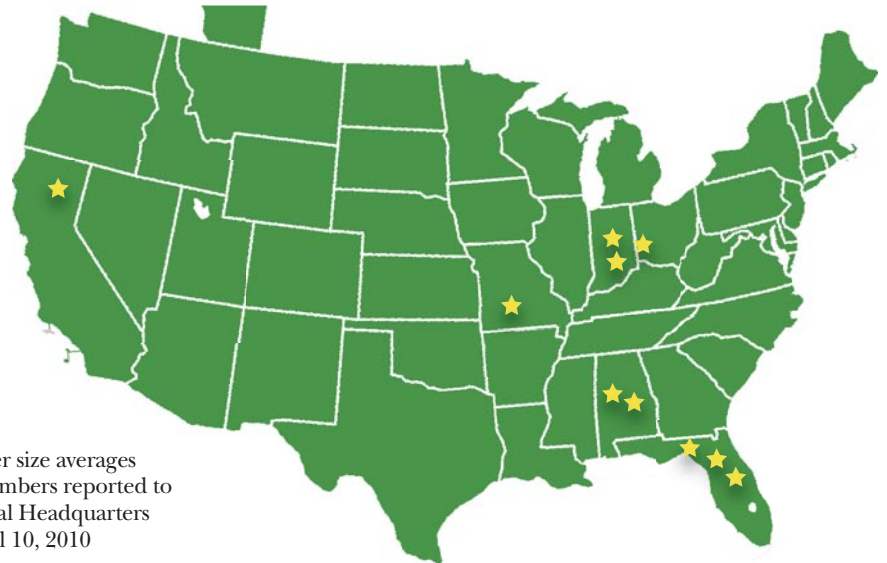 er size averages
mbers reported to
al Headquarters
l 10, 2010